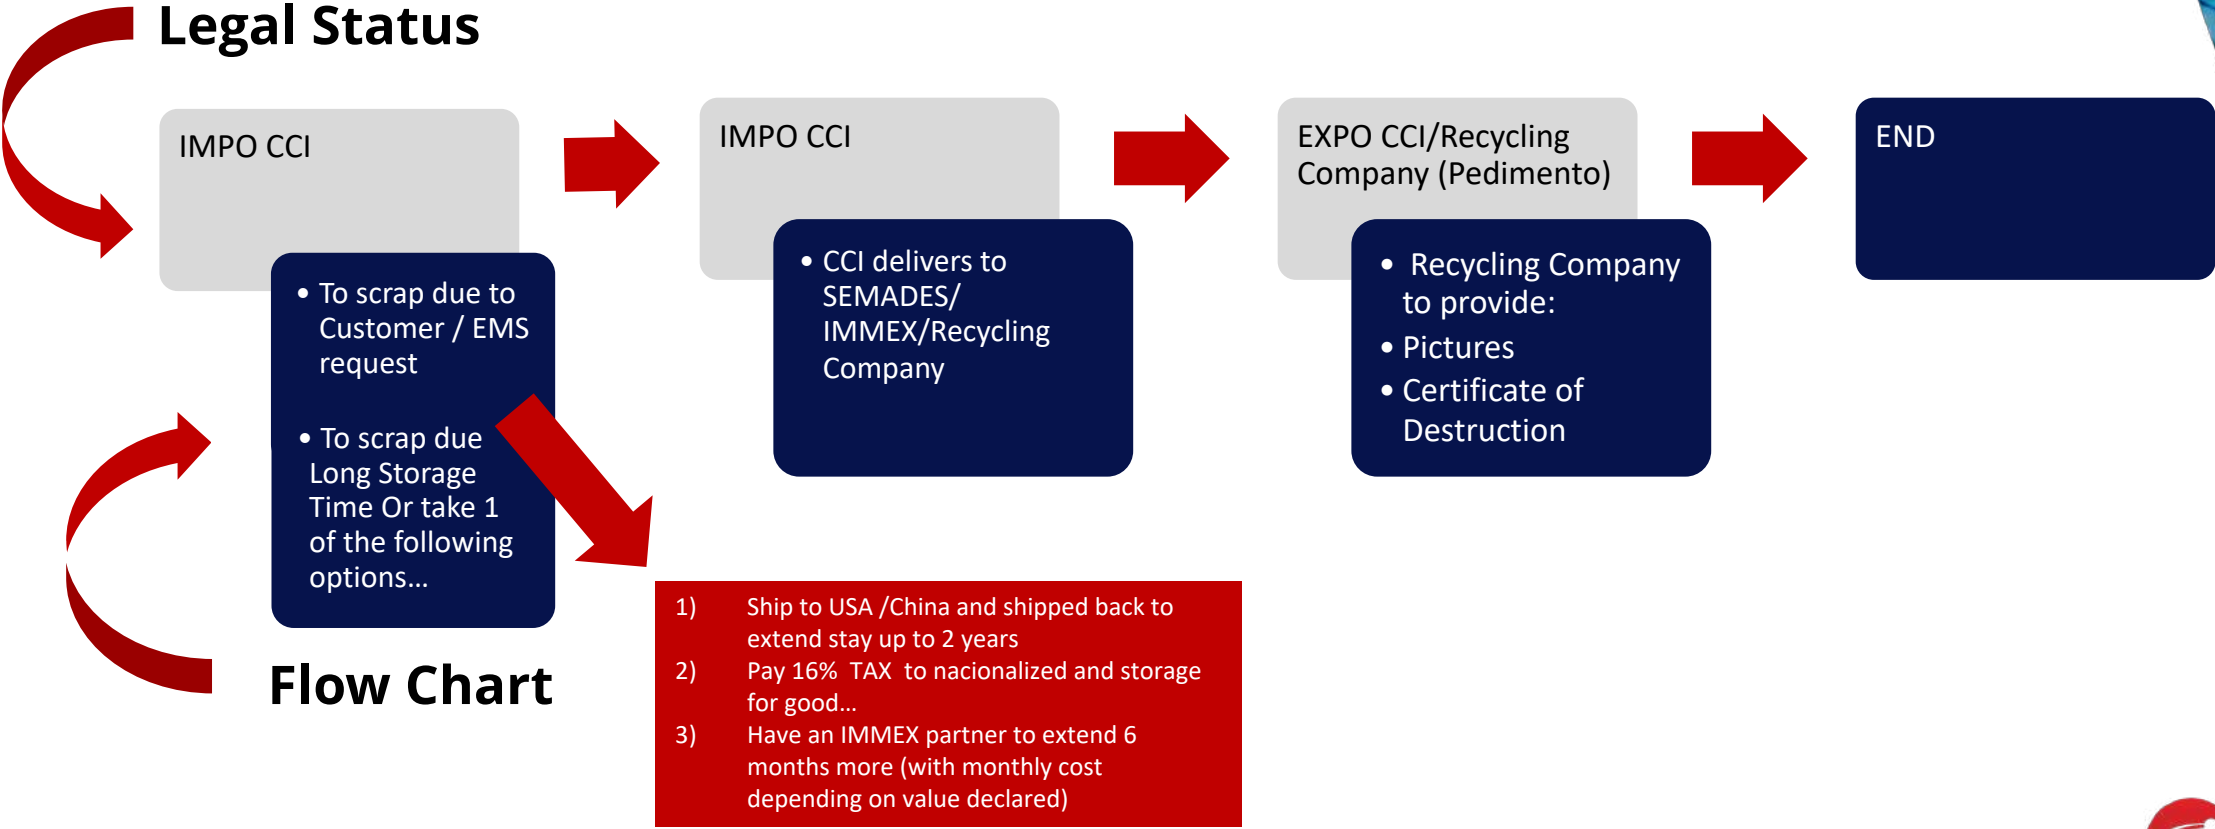 Legal Status
IMPO CCI
• To scrap due to
Customer / EMS
request
• To scrap due
Long Storage
Time Or take 1
of the following
options...
IMPO CCI
• CCI delivers to
SEMADES/
IMMEX/Recycling
Company
EXPO CCI/Recycling
Company (Pedimento)
• Recycling Company
to provide:
• Pictures
• Certificate of
Destruction
END
Flow Chart
1) Ship to USA /China and shipped back to
extend stay up to 2 years
2) Pay 16% TAX to nacionalized and storage
for good...
3) Have an IMMEX partner to extend 6
months more (with monthly cost
depending on value declared)